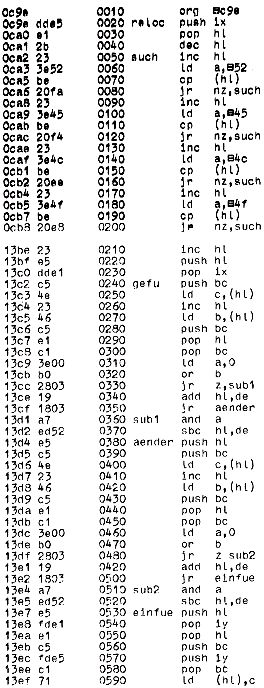 0c9e 0010 org ⌗0c9e
0c9e dde5 0020 reloc push ix
0ca0 e1 0030 pop hl
0ca1 2b 0040 dec hl
0ca2 23 0050 such inc hl
0ca3 3e52 0060 ld a,⌗52
0ca5 be 0070 cp (hl)
0ca6 20fa 0080 jr nz,such
0ca8 23 0090 inc hl
0ca9 3e45 0100 ld a,⌗45
0cab be 0110 cp (hl)
0cac 20f4 0120 jr nz,such
0cae 23 0130 inc hl
0caf 3e4c 0140 ld a,⌗4c
0cb1 be 0150 cp (hl)
0cb2 20ee 0160 jr nz,such
0cb4 23 0170 inc hl
0cb5 3e4f 0180 ld a,⌗4f
0cb7 be 0190 cp (hl)
0cb8 20e8 0200 jr nz,such
13be 23 0210 inc hl
13bf e5 0220 push hl
13c0 dde1 0230 pop ix
13c2 c5 0240 gefu push bc
13c3 4e 0250 ld c,(hl)
13c4 23 0260 inc hl
13c5 46 0270 ld b,(hl)
13c6 c5 0280 push bc
13c7 e1 0290 pop hl
13c8 c1 0300 pop bc
13c9 3e00 0310 ld a,0
13cb b0 0320 or b
13cc 2803 0330 jr z,sub1
13ce 19 0340 add hl,de
13cf 1803 0350 jr aender
13d1 a7 0360 sub1 and a
13d2 ed52 0370 sbc hl,de
13d4 e5 0380 aender push hl
13d5 c5 0390 push bc
13d6 4e 0400 ld c,(hl)
13d7 23 0410 inc hl
13d8 46 0420 ld b,(hl)
13d9 c5 0430 push bc
13da e1 0440 pop hl
13db c1 0450 pop bc
13dc 3e00 0460 ld a,0
13de b0 0470 or b
13df 2803 0480 jr z sub2
13e1 19 0420 add hl,de
13e2 1803 0500 jr einfue
13e4 a7 0510 sub2 and a
13e5 ed52 0520 sbc hl,de
13e7 e5 0530 einfue push hl
13e8 fde1 0540 pop iy
13ea e1 0550 pop hl
13eb c5 0560 push bc
13ec fde5 0570 push iy
13ee c1 0580 pop bc
13ef 71 0590 ld (hl),c